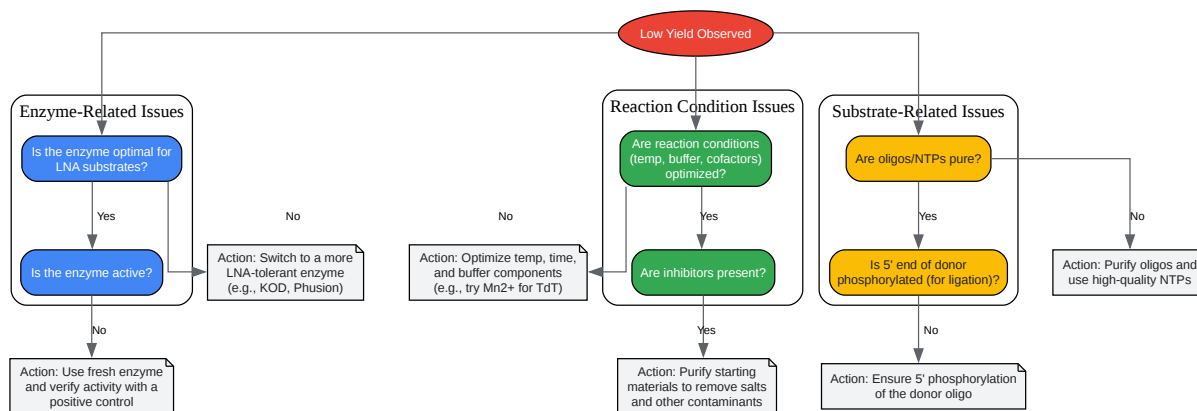 Low Yield Observed
Enzyme-Related Issues
Is the enzyme optimal for
LNA substrates?
Yes
No
Is the enzyme active?
Action: Switch to a more
LNA-tolerant enzyme
(e.g., KOD, Phusion)
No
Action: Use fresh enzyme
and verify activity with a
positive control
Reaction Condition Issues
Are reaction conditions
(temp, buffer, cofactors)
optimized?
No
Yes
Action: Optimize temp, time,
and buffer components
(e.g., try Mn2+ for TdT)
Are inhibitors present?
Yes
Action: Purify starting
materials to remove salts
and other contaminants
Substrate-Related Issues
Are oligos/NTPs pure?
Yes
No
Is 5' end of donor
phosphorylated (for ligation)?
Action: Purify oligos and
use high-quality NTPs
No
Action: Ensure 5' phosphorylation
of the donor oligo